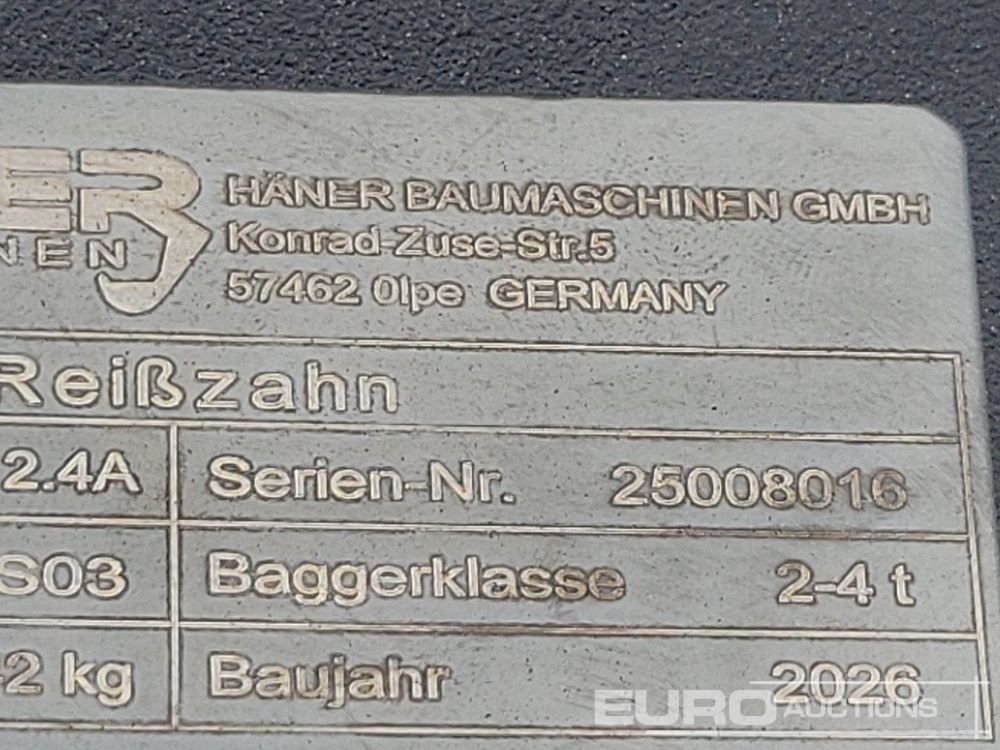 HÄNER BAUMASCHINEN GMBH
Konrad-Zuse-Str.5
57462 Olpe GERMANY
Reißzahn
2.4A Serien-Nr. 25008016
S03 Baggerklasse 2-4 t
2 kg Baujahr 2026
EURO AUCTIONS